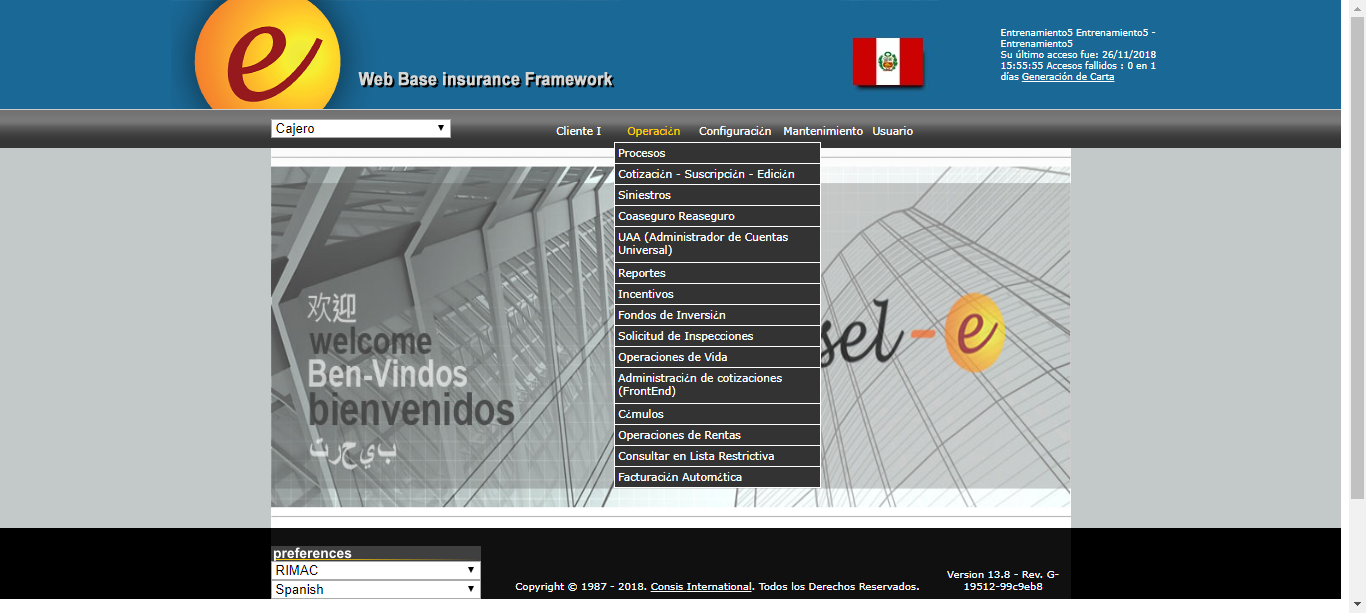 e
Web Base insurance Framework
Entrenamiento5 Entrenamiento5 -
Entrenamiento5
Su último acceso fue: 26/11/2018
15:55:55 Accesos fallidos : 0 en 1
días Generación de Carta
Cajero
Cliente I Operaci¿n Configuraci¿n Mantenimiento Usuario
Procesos
Cotizaci¿n - Suscripci¿n - Edici¿n
Siniestros
Coaseguro Reaseguro
UAA (Administrador de Cuentas
Universal)
Reportes
Incentivos
Fondos de Inversi¿n
Solicitud de Inspecciones
Operaciones de Vida
Administraci¿n de cotizaciones
(FrontEnd)
C¿mulos
Operaciones de Rentas
Consultar en Lista Restrictiva
Facturaci¿n Autom¿tica
欢迎
welcome
Ben-Vindos
bienvenidos
sel-e
preferences
RIMAC
Spanish
Copyright © 1987 - 2018. Consis International. Todos los Derechos Reservados.
Version 13.8 - Rev. G-
19512-99c9eb8